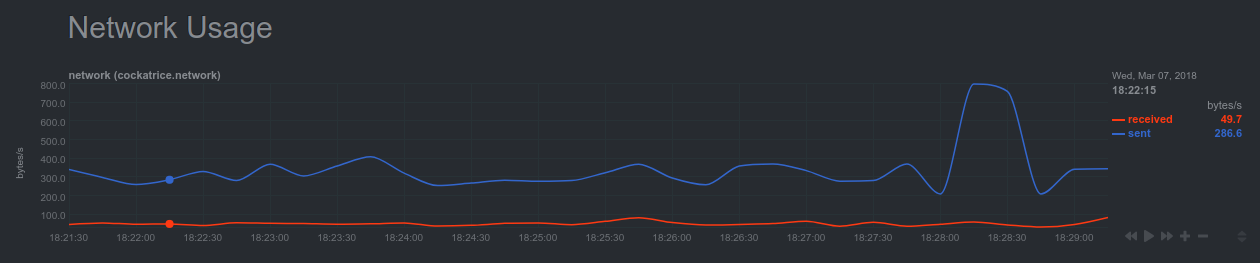 Network Usage
network (cockatrice.network)
Wed, Mar 07, 2018
18:22:15
bytes/s
received 49.7
sent 286.6
bytes/s
800.0
700.0
600.0
500.0
400.0
300.0
200.0
100.0
18:21:30 18:22:00 18:22:30 18:23:00 18:23:30 18:24:00 18:24:30 18:25:00 18:25:30 18:26:00 18:26:30 18:27:00 18:27:30 18:28:00 18:28:30 18:29:00